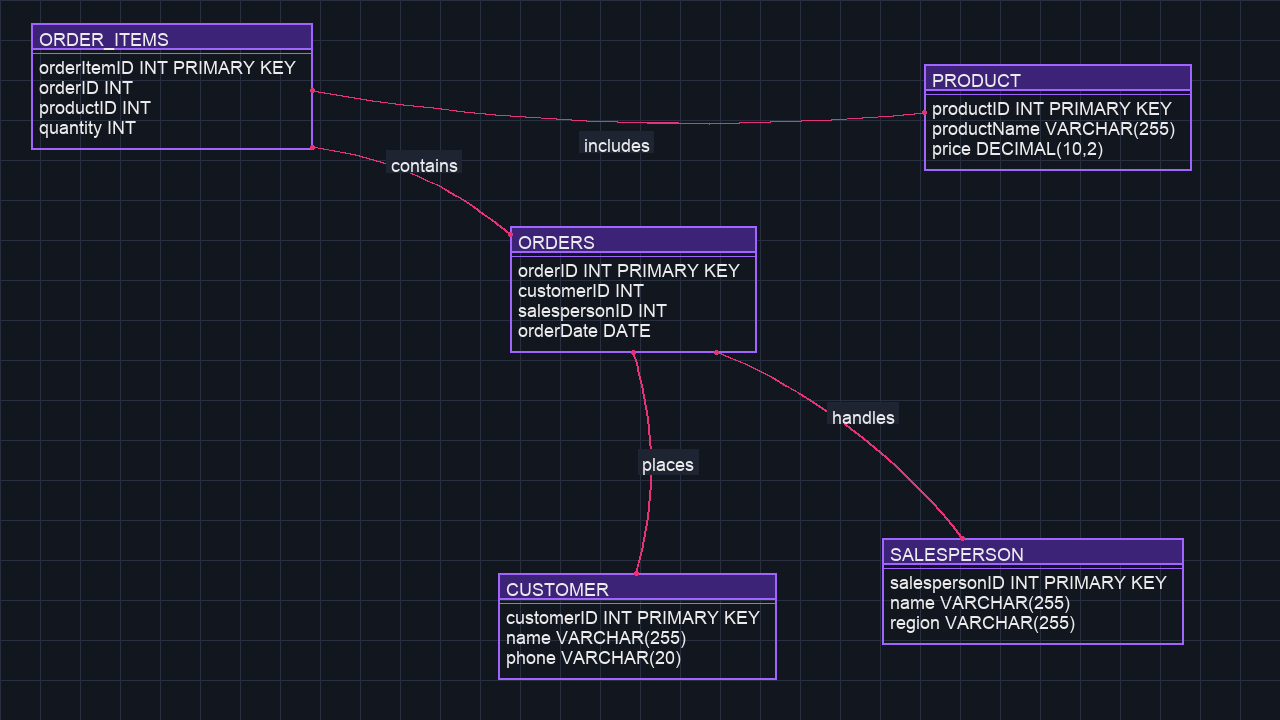 ORDER_ITEMS
orderItemID INT PRIMARY KEY
orderID INT
productID INT
quantity INT
PRODUCT
productID INT PRIMARY KEY
productName VARCHAR(255)
price DECIMAL(10,2)
includes
contains
ORDERS
orderID INT PRIMARY KEY
customerID INT
salespersonID INT
orderDate DATE
handles
places
CUSTOMER
customerID INT PRIMARY KEY
name VARCHAR(255)
phone VARCHAR(20)
SALESPERSON
salespersonID INT PRIMARY KEY
name VARCHAR(255)
region VARCHAR(255)